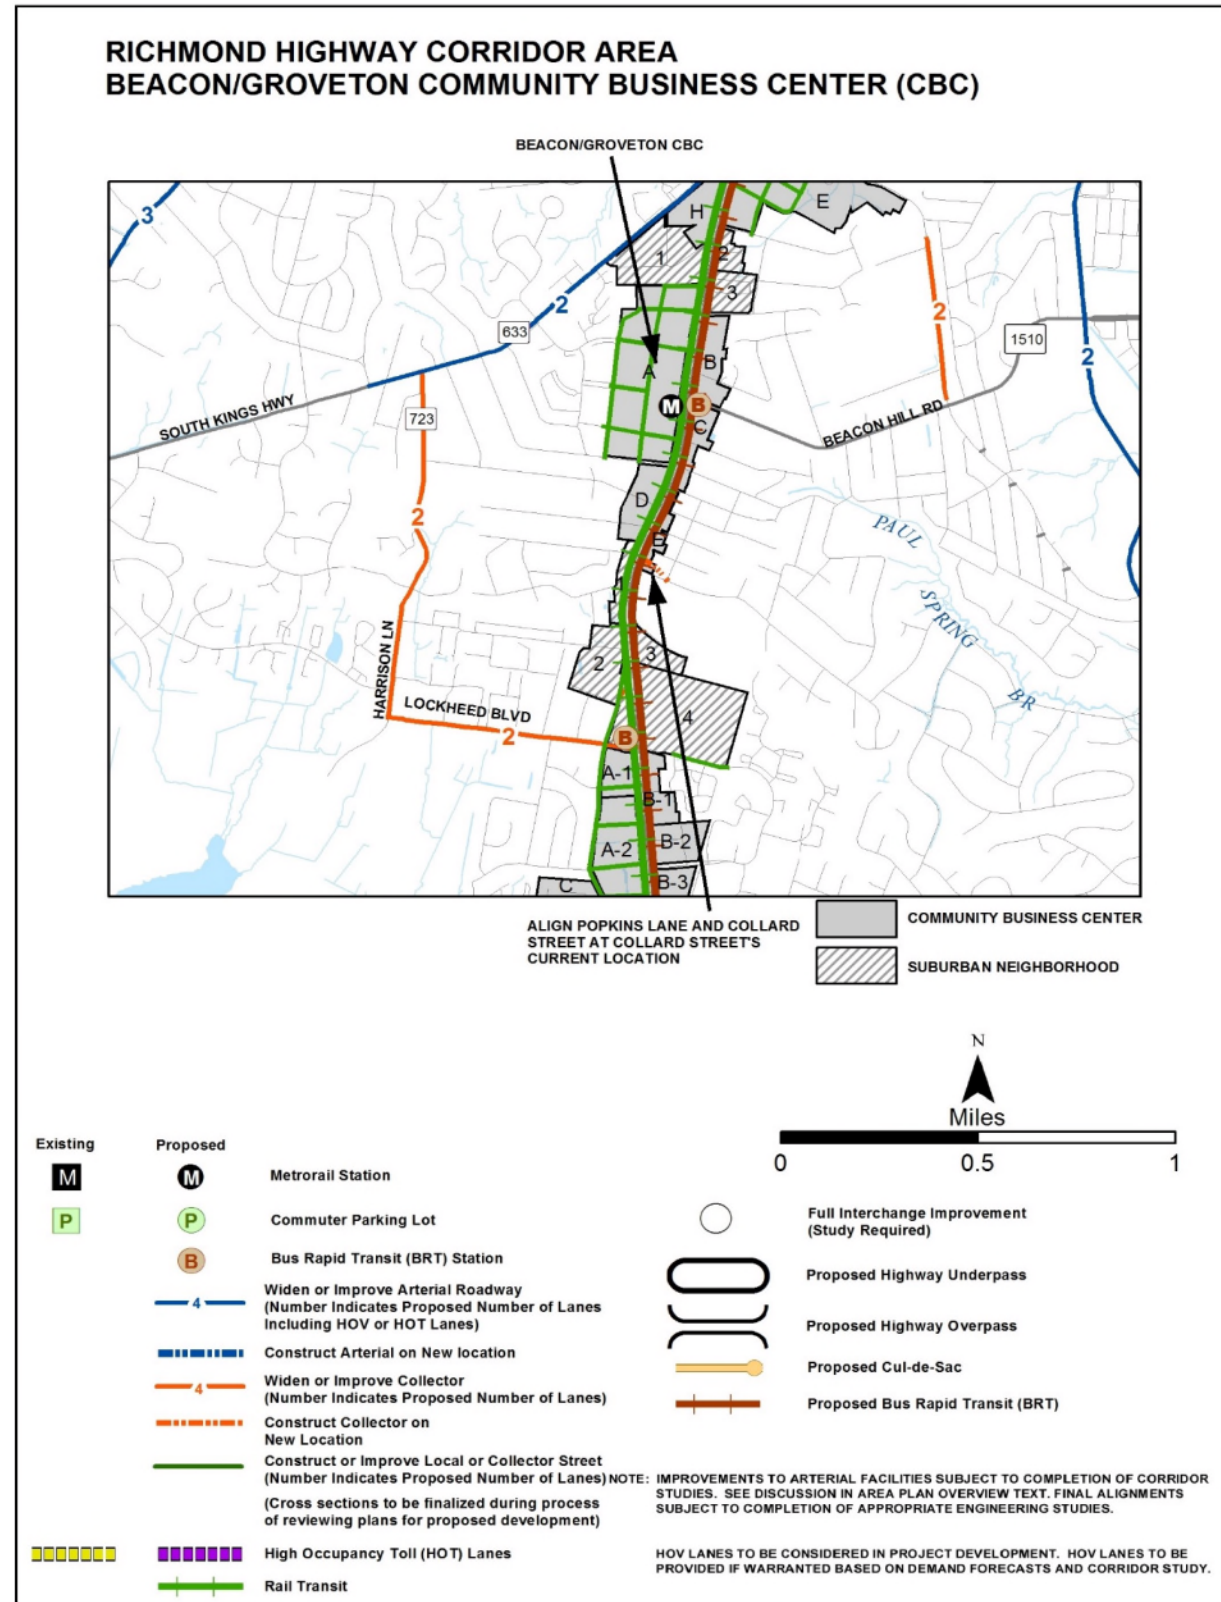 RICHMOND HIGHWAY CORRIDOR AREA
BEACON/GROVETON COMMUNITY BUSINESS CENTER (CBC)
BEACON/GROVETON CBC
3
H
E
1
2
3
2
2
633
1510
2
A
B
SOUTH KINGS HWY
723
M
B
C
BEACON HILL RD
D
2
E
PAUL
SPRING
BR
1
HARRISON LN
2
3
LOCKHEED BLVD
4
2
B
A-1
B-1
A-2
B-2
C
B-3
ALIGN POPKINS LANE AND COLLARD
STREET AT COLLARD STREET'S
CURRENT LOCATION
COMMUNITY BUSINESS CENTER
SUBURBAN NEIGHBORHOOD
N
Miles
0 0.5 1
Existing Proposed
M M Metrorail Station
P P Commuter Parking Lot
B Bus Rapid Transit (BRT) Station
4 Widen or Improve Arterial Roadway
(Number Indicates Proposed Number of Lanes
Including HOV or HOT Lanes)
Construct Arterial on New location
4 Widen or Improve Collector
(Number Indicates Proposed Number of Lanes)
Construct Collector on
New Location
Construct or Improve Local or Collector Street
(Number Indicates Proposed Number of Lanes)
(Cross sections to be finalized during process
of reviewing plans for proposed development)
High Occupancy Toll (HOT) Lanes
Rail Transit
Full Interchange Improvement
(Study Required)
Proposed Highway Underpass
Proposed Highway Overpass
Proposed Cul-de-Sac
Proposed Bus Rapid Transit (BRT)
NOTE: IMPROVEMENTS TO ARTERIAL FACILITIES SUBJECT TO COMPLETION OF CORRIDOR
STUDIES. SEE DISCUSSION IN AREA PLAN OVERVIEW TEXT. FINAL ALIGNMENTS
SUBJECT TO COMPLETION OF APPROPRIATE ENGINEERING STUDIES.
HOV LANES TO BE CONSIDERED IN PROJECT DEVELOPMENT. HOV LANES TO BE
PROVIDED IF WARRANTED BASED ON DEMAND FORECASTS AND CORRIDOR STUDY.